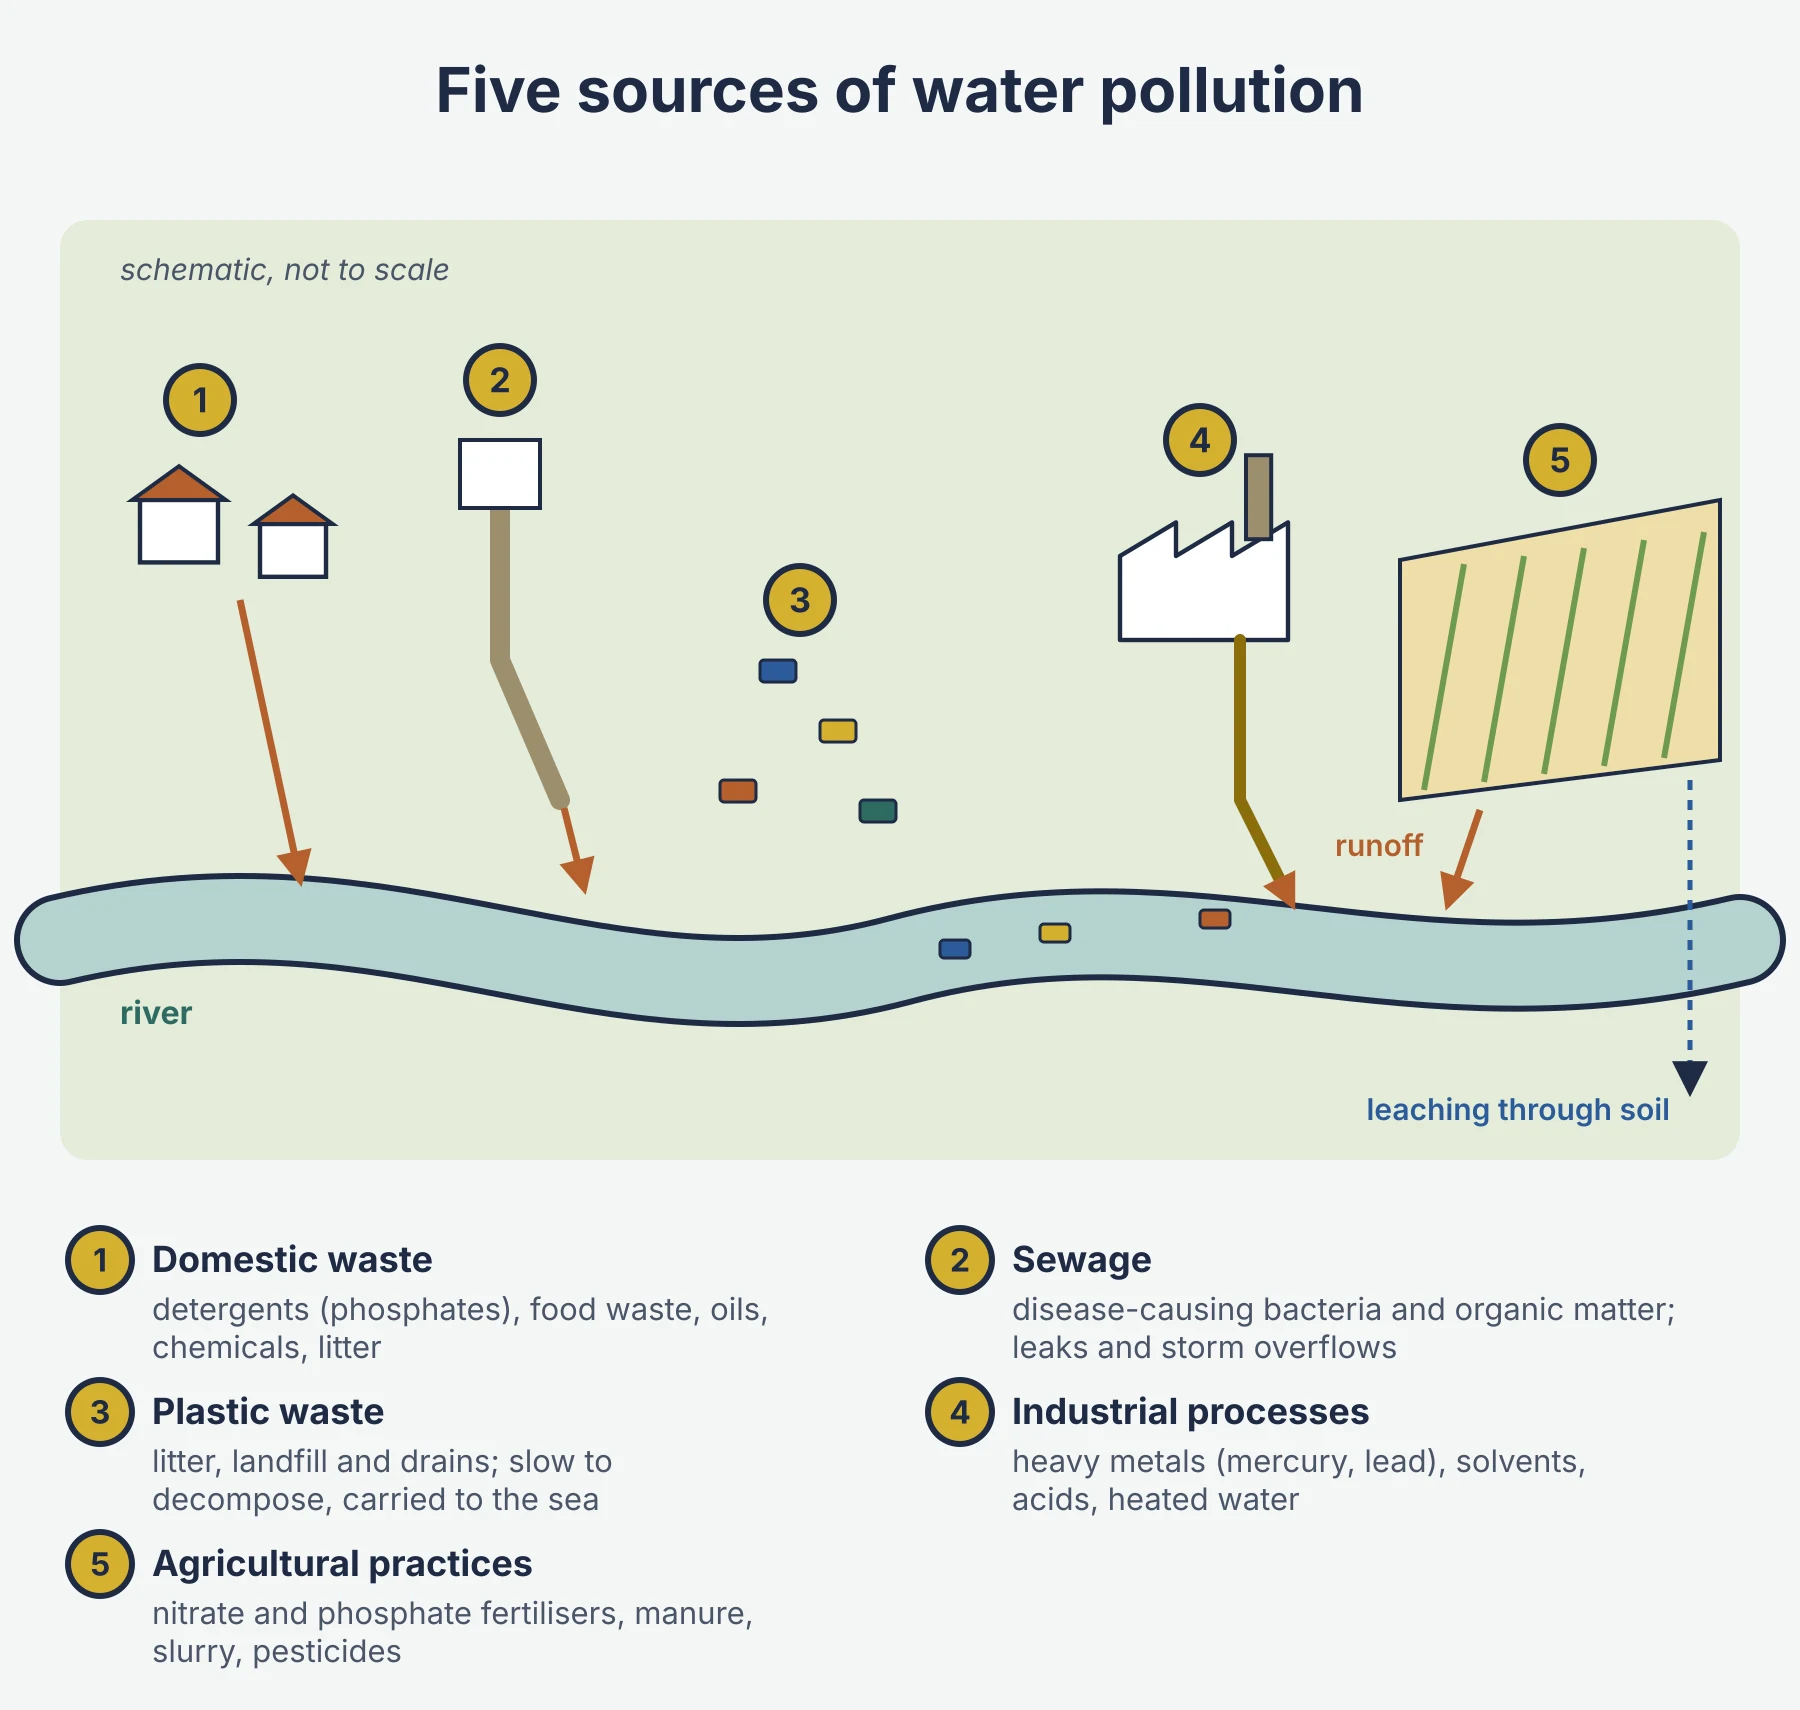 Five sources of water pollution
schematic, not to scale
1
2
3
4
5
runoff
river
leaching through soil
1 Domestic waste
detergents (phosphates), food waste, oils,
chemicals, litter
2 Sewage
disease-causing bacteria and organic matter;
leaks and storm overflows
3 Plastic waste
litter, landfill and drains; slow to
decompose, carried to the sea
4 Industrial processes
heavy metals (mercury, lead), solvents,
acids, heated water
5 Agricultural practices
nitrate and phosphate fertilisers, manure,
slurry, pesticides